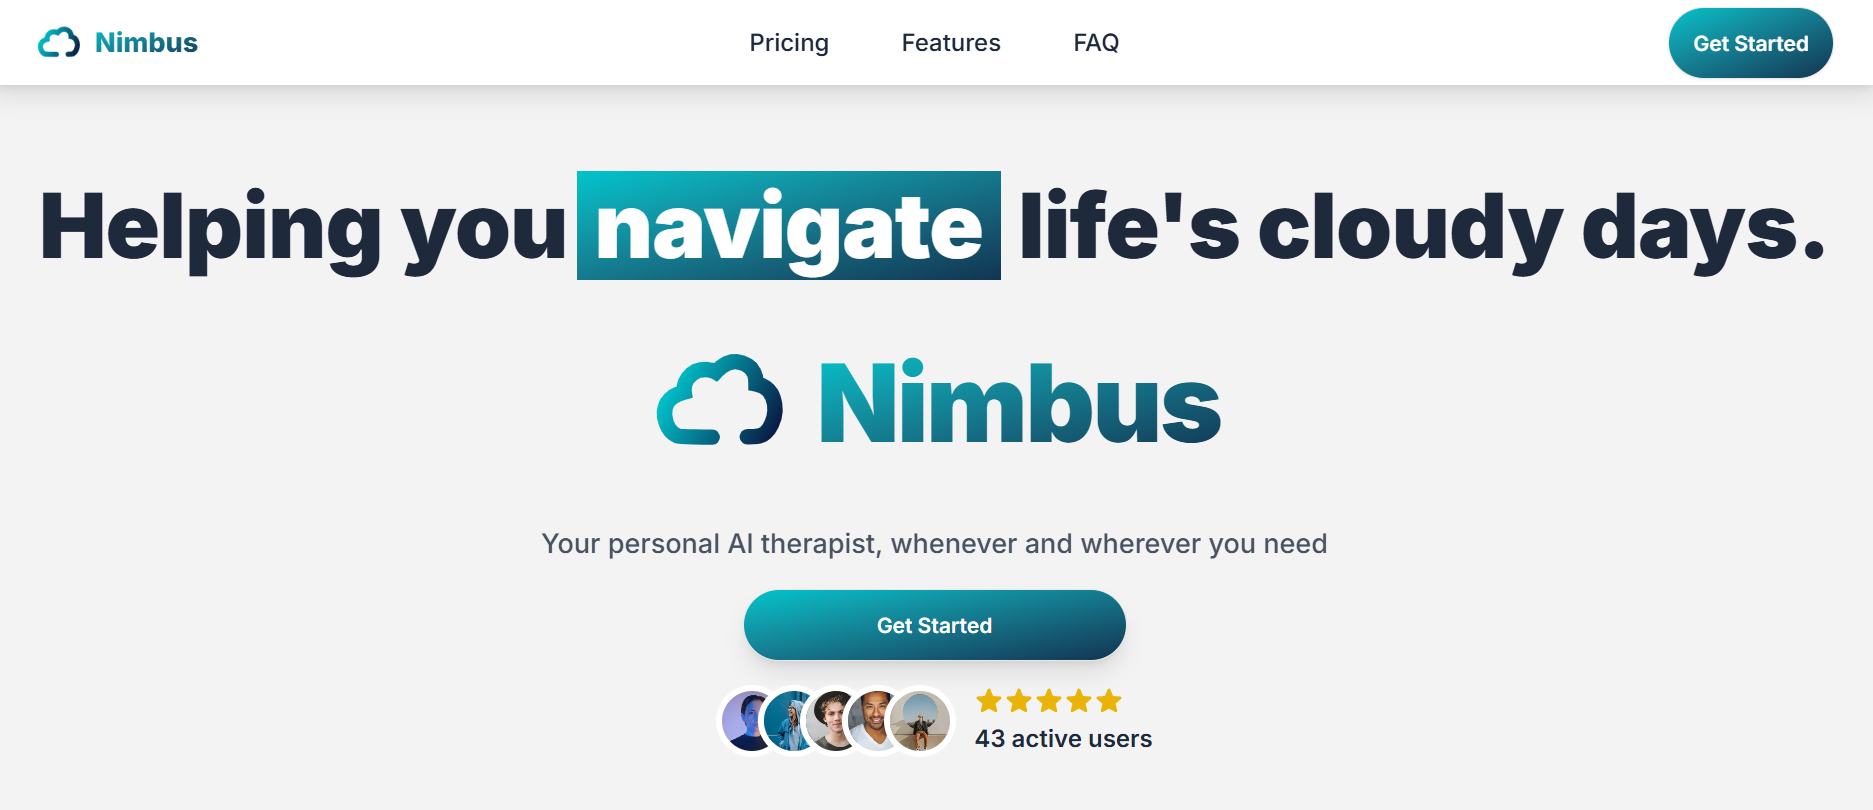 Nimbus
Pricing
Features
FAQ
Get Started
Helping you navigate life's cloudy days.
Nimbus
Your personal AI therapist, whenever and wherever you need
Get Started
43 active users